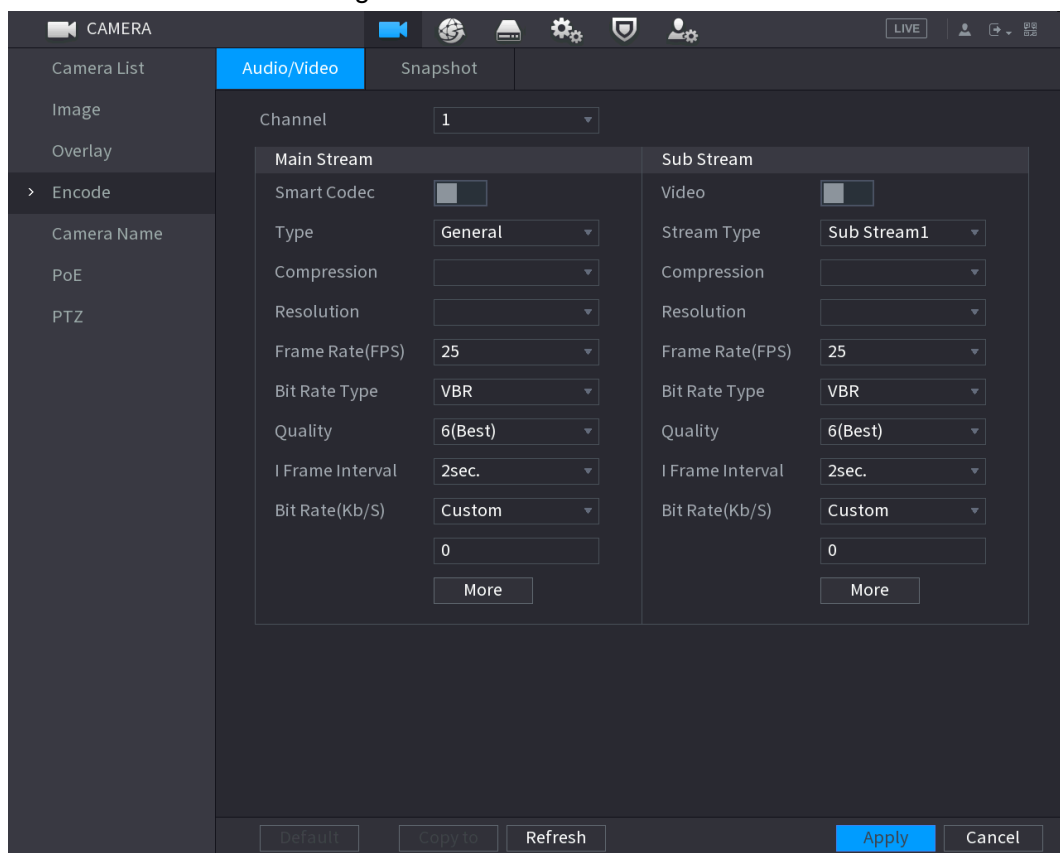 CAMERA LIVE
Camera List
Image
Overlay
> Encode
Camera Name
PoE
PTZ
Audio/Video Snapshot
Channel 1
Main Stream Sub Stream
Smart Codec Video
Type General Stream Type Sub Stream1
Compression Compression
Resolution Resolution
Frame Rate(FPS) 25 Frame Rate(FPS) 25
Bit Rate Type VBR Bit Rate Type VBR
Quality 6(Best) Quality 6(Best)
I Frame Interval 2sec. I Frame Interval 2sec.
Bit Rate(Kb/S) Custom Bit Rate(Kb/S) Custom
0 0
More More
Default Copy to Refresh Apply Cancel